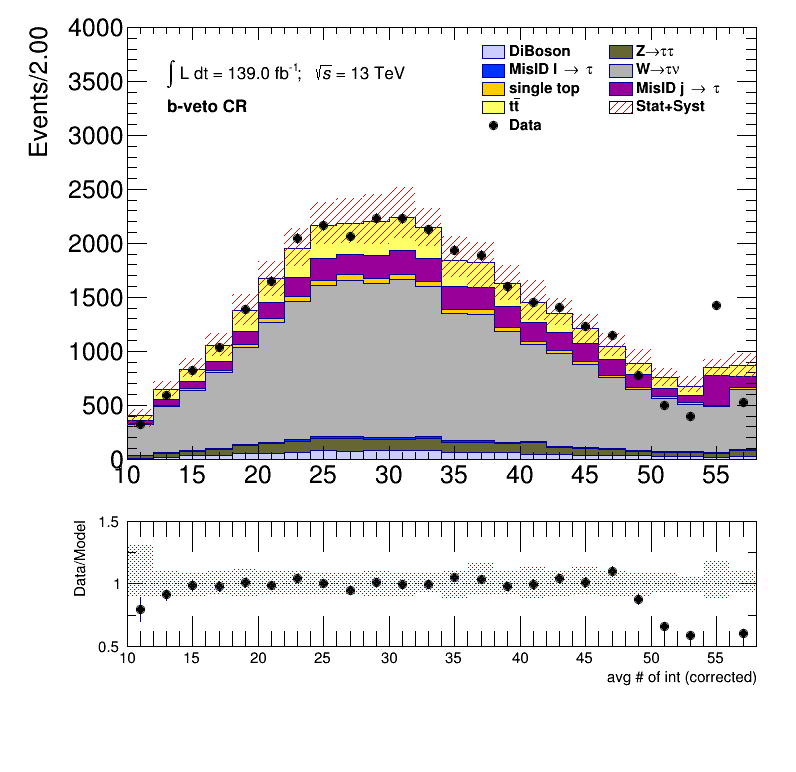 Events/2.00
4000
3500
3000
2500
2000
1500
1000
500
0
∫ L dt = 139.0 fb⁻¹; √s = 13 TeV
b-veto CR
DiBoson
MisID l → τ
single top
tt̄
Data
Z→ττ
W→τν
MisID j → τ
Stat+Syst
10 15 20 25 30 35 40 45 50 55
Data/Model
1.5
1
0.5
10 15 20 25 30 35 40 45 50 55
avg # of int (corrected)